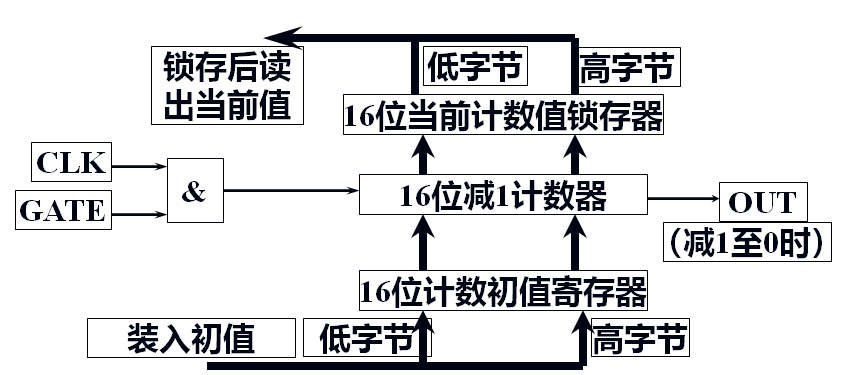 锁存后读
出当前值
低字节
高字节
16位当前计数值锁存器
CLK
GATE
&
16位减1计数器
OUT
（减1至0时）
16位计数初值寄存器
装入初值
低字节
高字节